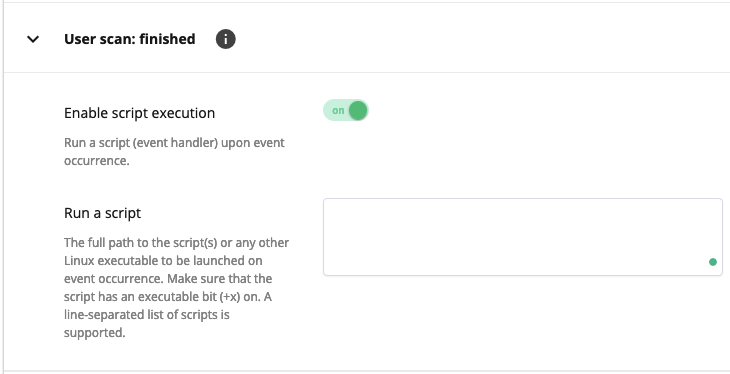 User scan: finished
i
Enable script execution
on
Run a script (event handler) upon event
occurrence.
Run a script
The full path to the script(s) or any other
Linux executable to be launched on
event occurrence. Make sure that the
script has an executable bit (+x) on. A
line-separated list of scripts is
supported.